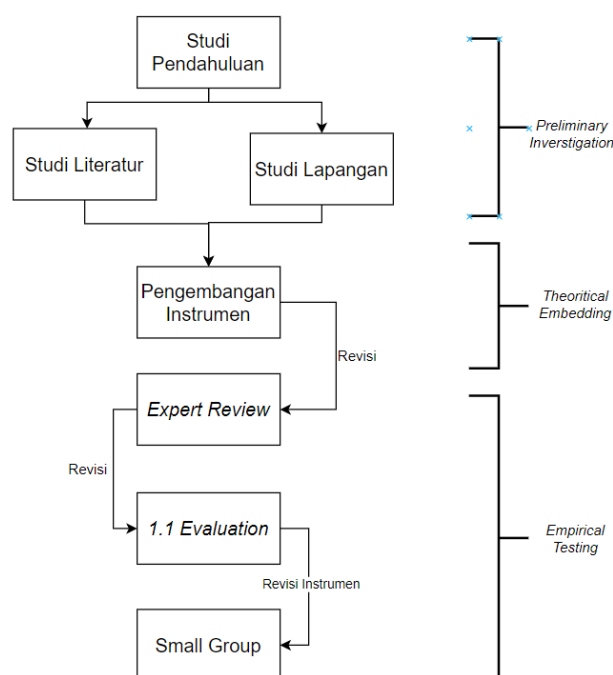 Studi
Pendahuluan
Studi Literatur
Studi Lapangan
Preliminary
Inverstigation
Pengembangan
Instrumen
Theoritical
Embedding
Revisi
Expert Review
Revisi
1.1 Evaluation
Empirical
Testing
Revisi Instrumen
Small Group